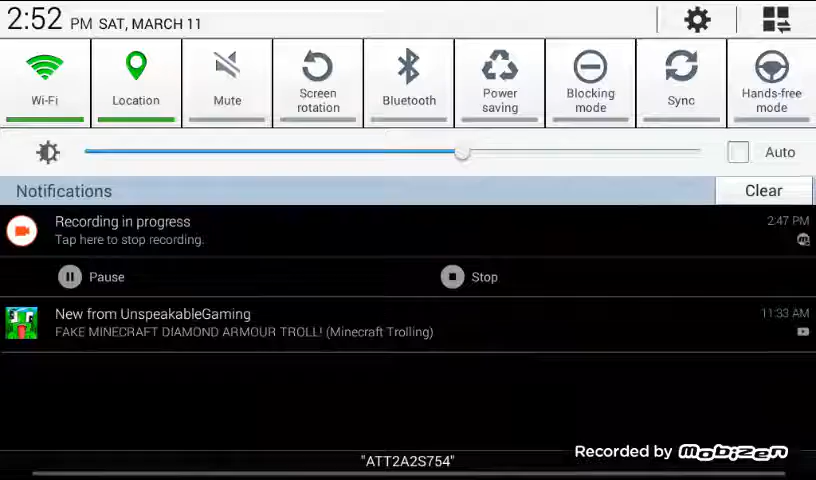 2:52 PM SAT, MARCH 11
Wi-Fi
Location
Mute
Screen
rotation
Bluetooth
Power
saving
Blocking
mode
Sync
Hands-free
mode
Auto
Notifications
Clear
Recording in progress
2:47 PM
Tap here to stop recording.
Pause
Stop
New from UnspeakableGaming
11:33 AM
FAKE MINECRAFT DIAMOND ARMOUR TROLL! (Minecraft Trolling)
"ATT2A2S754"
Recorded by Mobizen